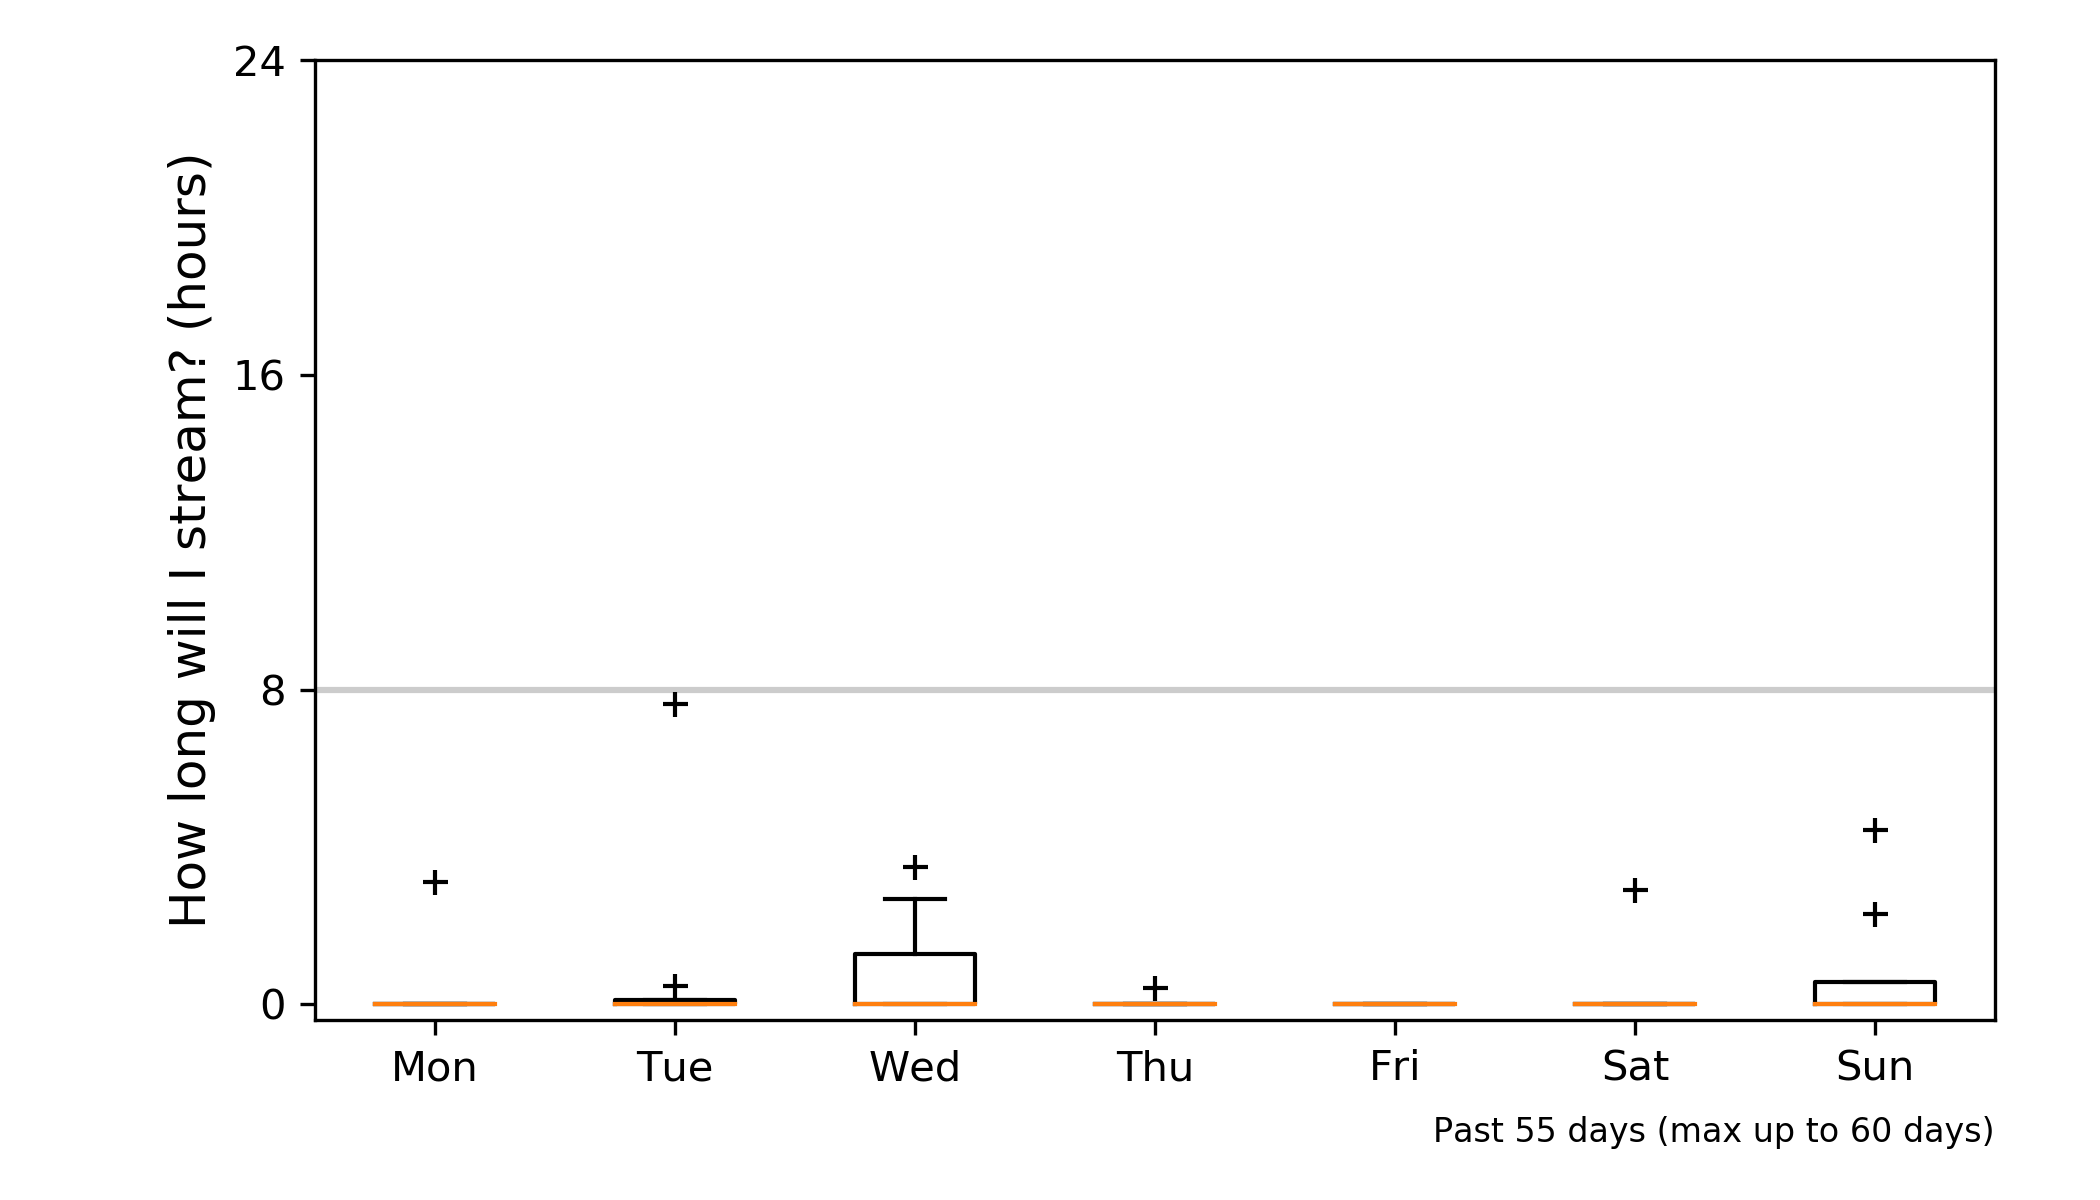 How long will I stream? (hours)
24
16
8
0
Mon Tue Wed Thu Fri Sat Sun
Past 55 days (max up to 60 days)